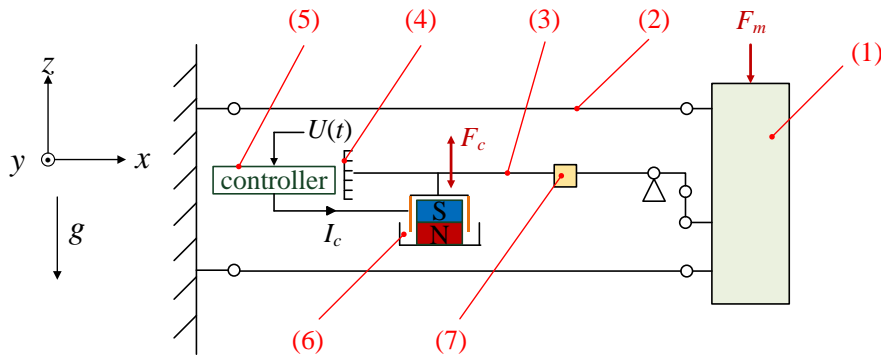 (5) (4) (3) (2) F_m (1)
z
U(t) F_c
y x
controller
S
g I_c N
(6) (7)